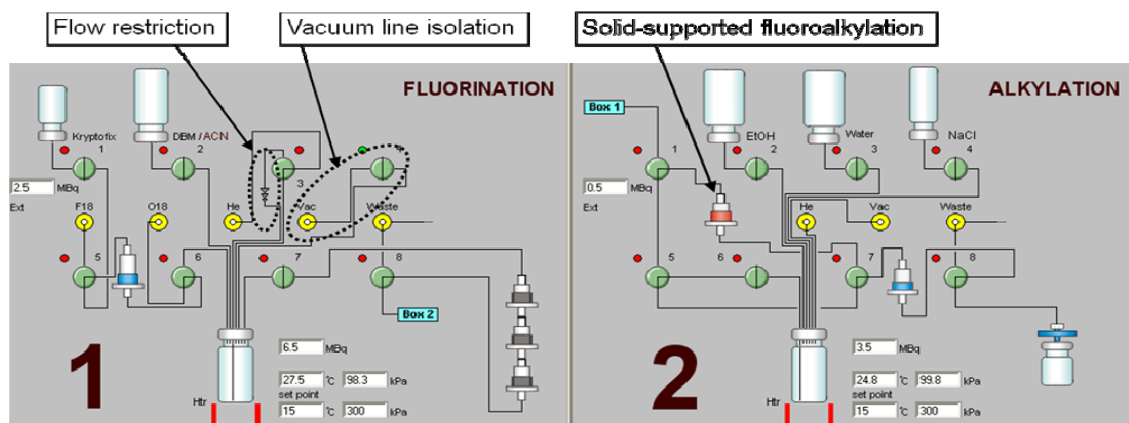 Flow restriction
Vacuum line isolation
Solid-supported fluoroalkylation
FLUORINATION
Kryptofix
1
DBM / ACIN
2
3
2.5 MBq
Ext
F18
O18
He
Vac
Waste
5
6
7
8
Box 2
1
6.5 MBq
27.5 °C 98.3 kPa
set point
15 °C 300 kPa
Htr
ALKYLATION
Box 1
1
EtOH
2
Water
3
NaCl
4
0.5 MBq
Ext
He
Vac
Waste
5
6
7
8
2
3.5 MBq
24.8 °C 99.8 kPa
set point
15 °C 300 kPa
Htr